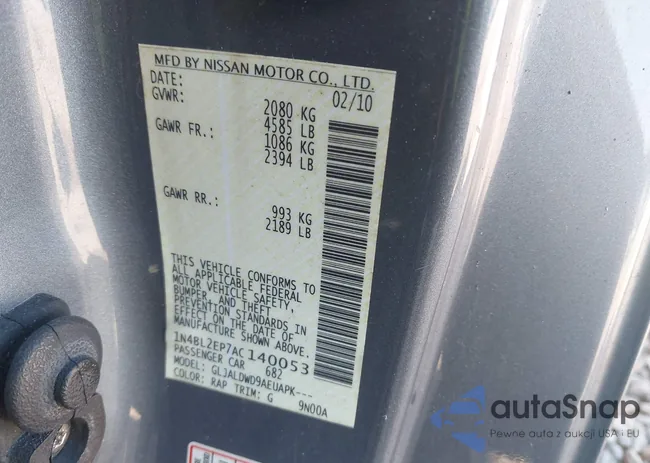 MFD BY NISSAN MOTOR CO., LTD.
DATE: 02/10
GVWR: 2080 KG
4585 LB
GAWR FR.: 1086 KG
2394 LB
GAWR RR.: 993 KG
2189 LB
THIS VEHICLE CONFORMS TO
ALL APPLICABLE FEDERAL
MOTOR VEHICLE SAFETY,
BUMPER, AND THEFT
PREVENTION STANDARDS IN
EFFECT ON THE DATE OF
MANUFACTURE SHOWN ABOVE.
1N4BL2EP7AC140053
PASSENGER CAR 682
MODEL: GLJALDWD9AEUAPK---
COLOR: RAP TRIM: G 9N00A
autoSnap
Pewne auta z aukcji USA i EU